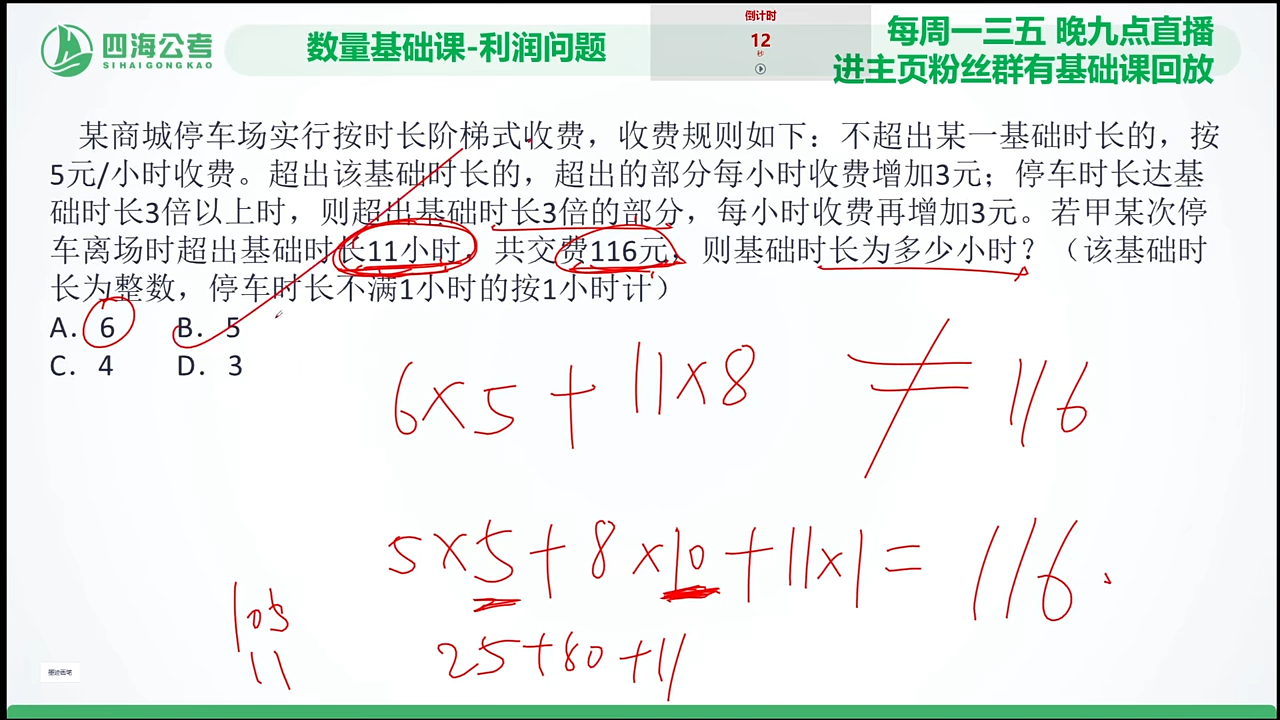 四海公考
SIHAIGONGKAO
数量基础课-利润问题
倒计时
12
秒
每周一三五 晚九点直播
进主页粉丝群有基础课回放
某商城停车场实行按时长阶梯式收费，收费规则如下：不超出某一基础时长的，按
5元/小时收费。超出该基础时长的，超出的部分每小时收费增加3元；停车时长达基
础时长3倍以上时，则超出基础时长3倍的部分，每小时收费再增加3元。若甲某次停
车离场时超出基础时长11小时，共交费116元，则基础时长为多少小时？（该基础时
长为整数，停车时长不满1小时的按1小时计）
A．6 B．5
C．4 D．3
6×5+11×8≠116
5×5+8×10+11×1=116.
105
11
25+80+11
墨迹画笔